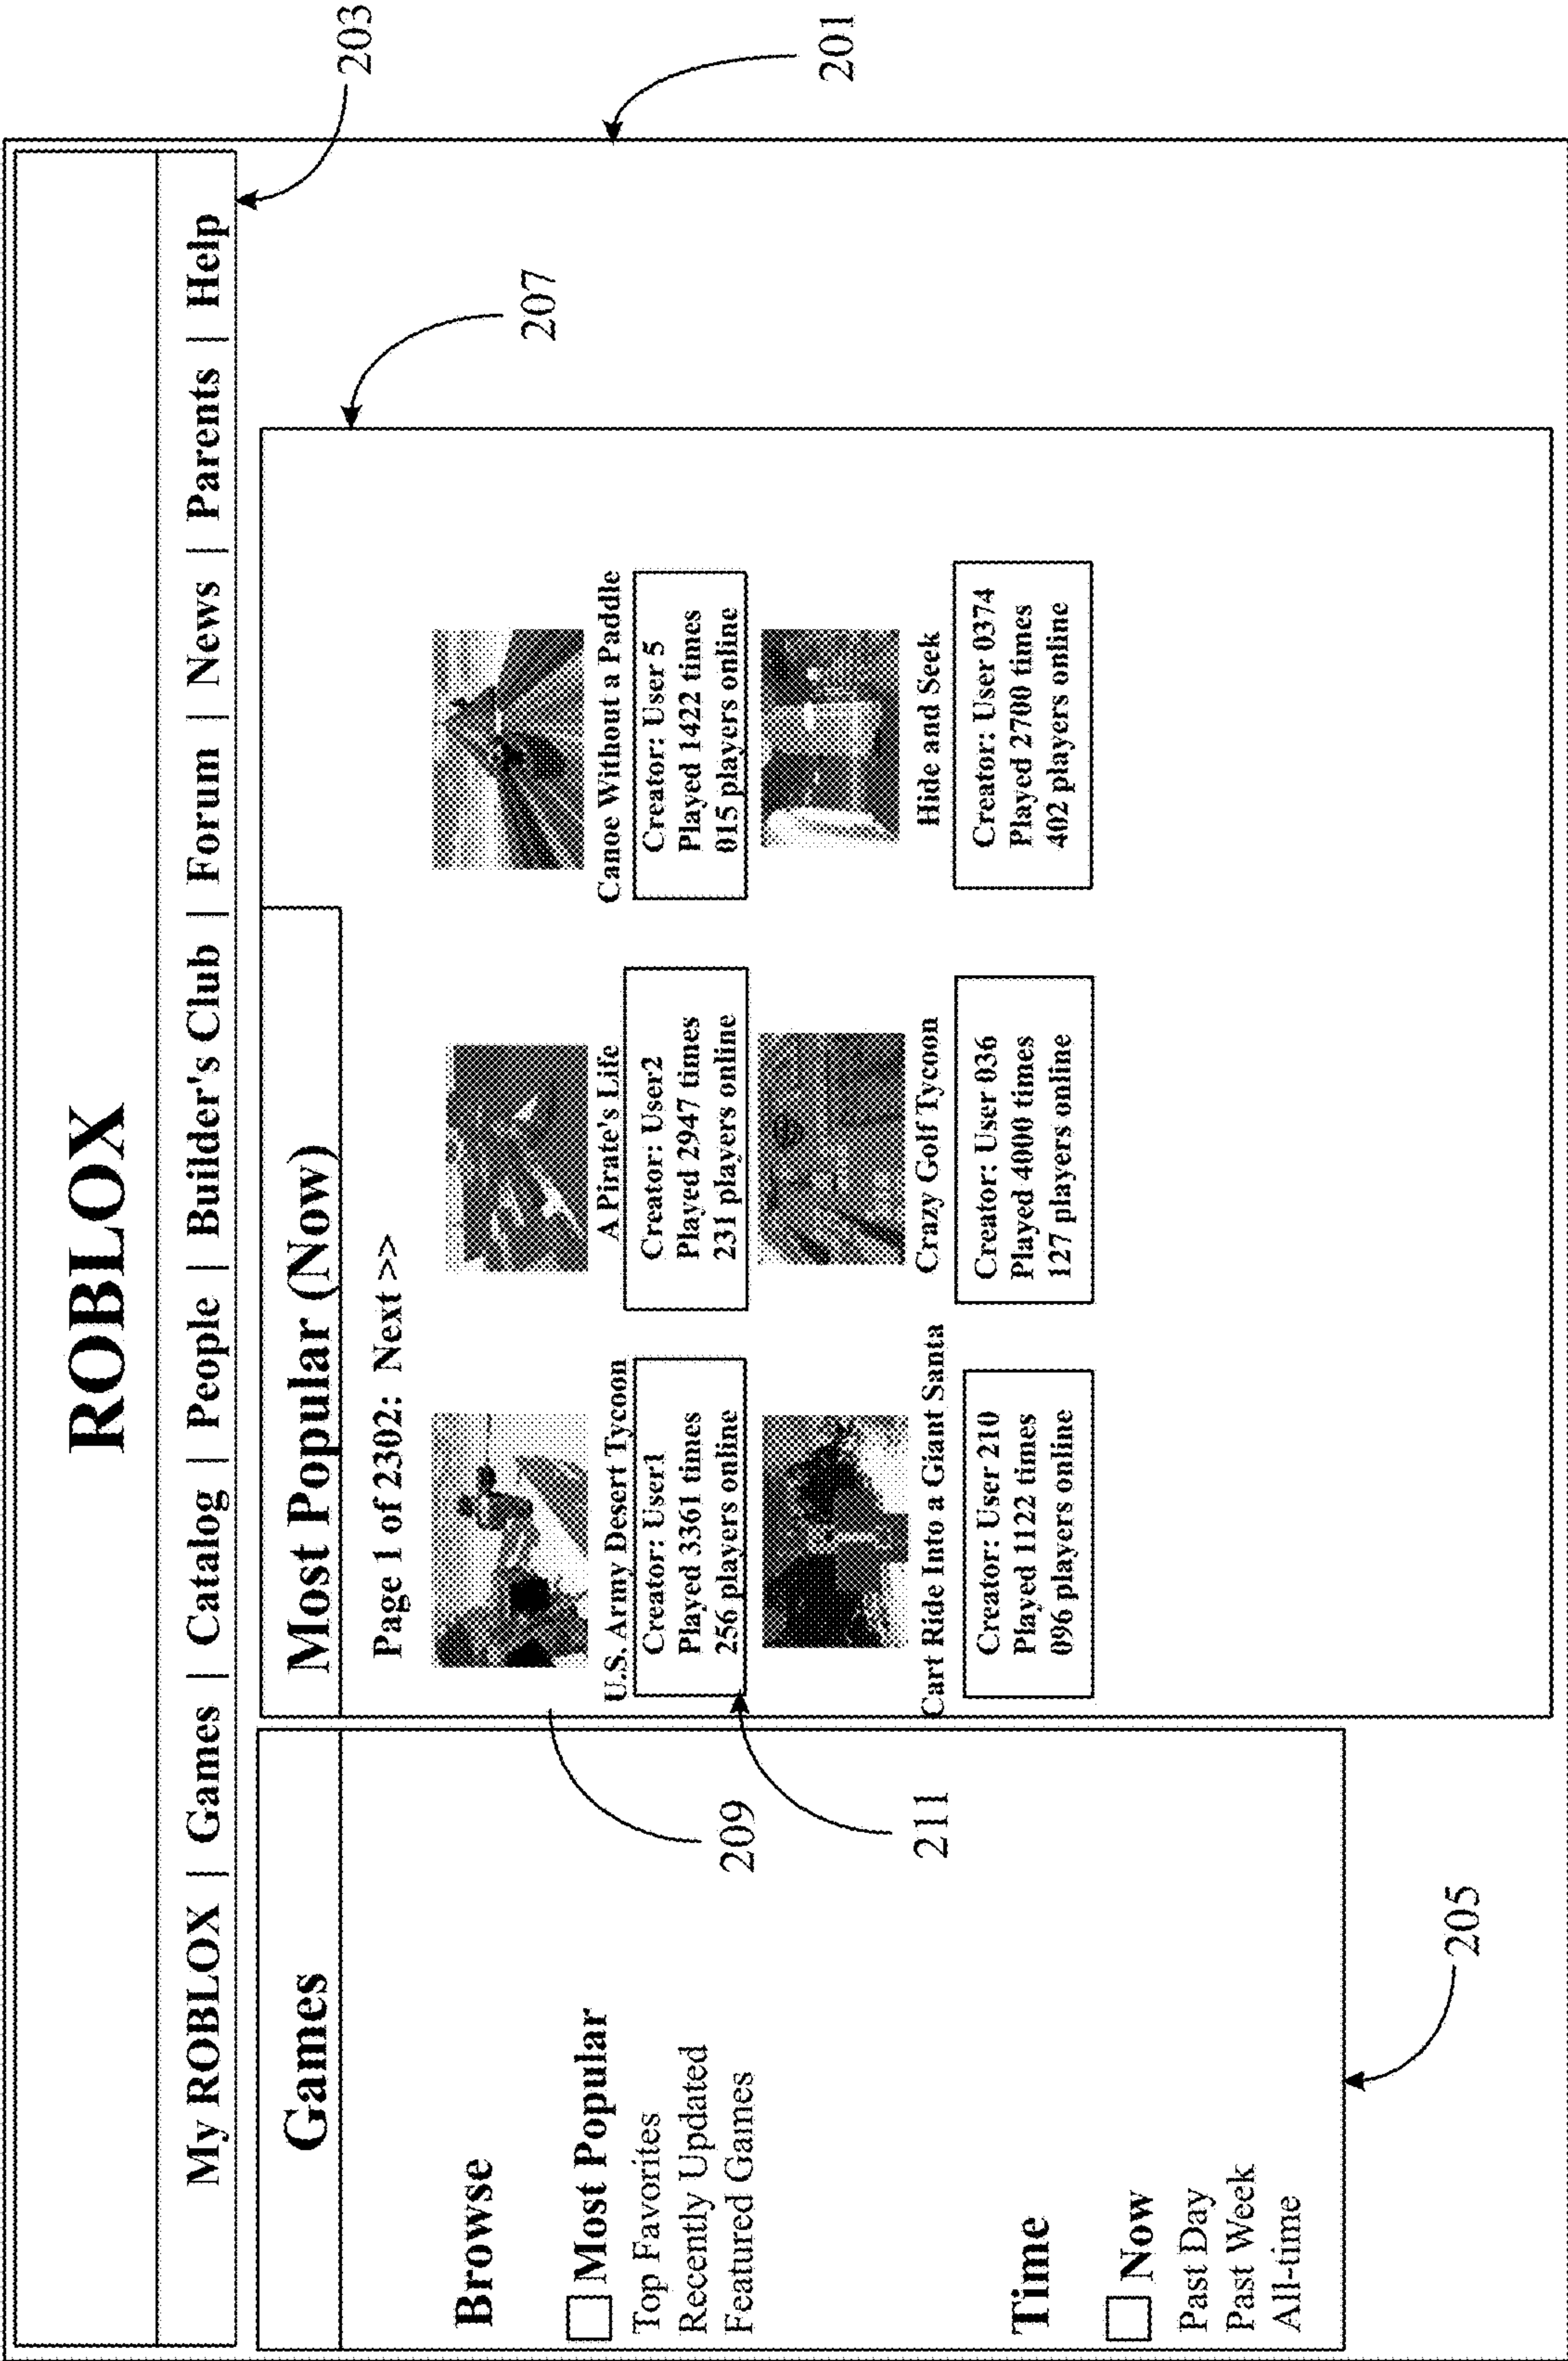 ROBLOX
My ROBLOX | Games | Catalog | People | Builder's Club | Forum | News | Parents | Help
203
201
Games
Browse
Most Popular
Top Favorites
Recently Updated
Featured Games
Time
Now
Past Day
Past Week
All-time
205
Most Popular (Now)
207
Page 1 of 2302: Next >>
209
U.S. Army Desert Tycoon
Creator: User1
Played 3361 times
256 players online
211
A Pirate's Life
Creator: User2
Played 2947 times
231 players online
Canoe Without a Paddle
Creator: User 5
Played 1422 times
015 players online
Cart Ride Into a Giant Santa
Creator: User 210
Played 1122 times
096 players online
Crazy Golf Tycoon
Creator: User 036
Played 4000 times
127 players online
Hide and Seek
Creator: User 0374
Played 2700 times
402 players online